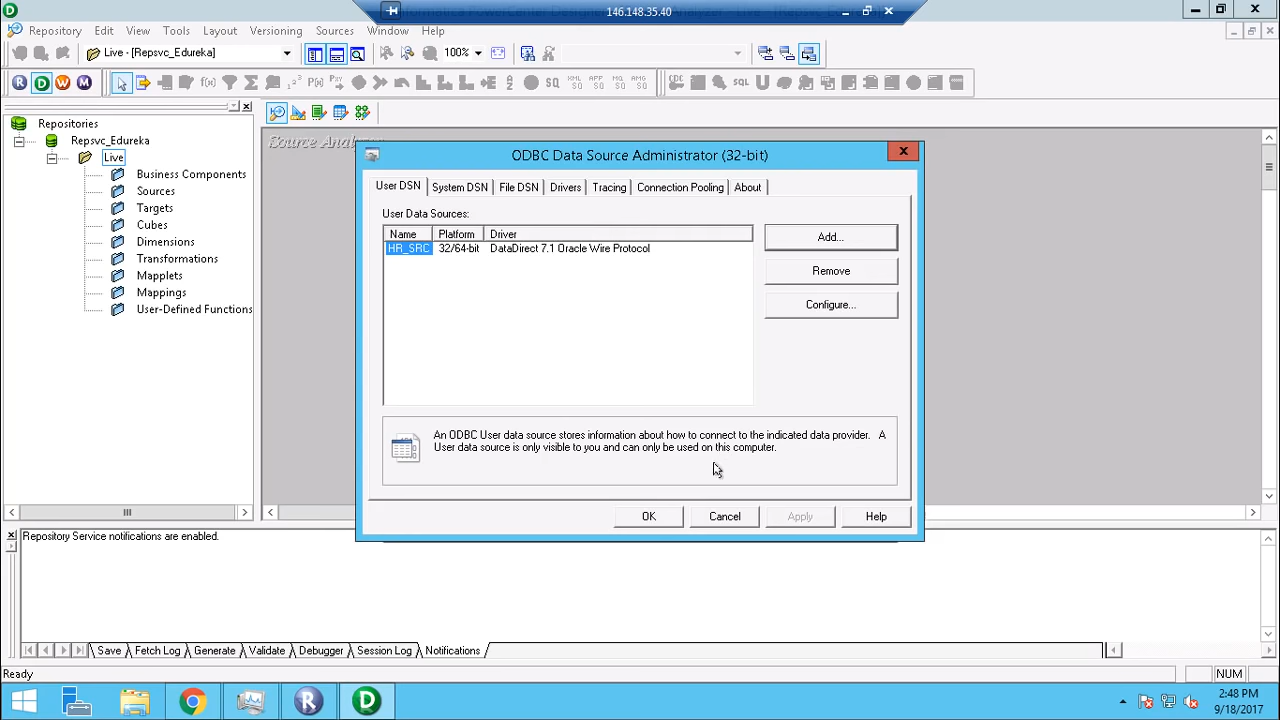 146.148.35.40
Repository Edit View Tools Layout Versioning Sources Window Help
Live - [Repsvc_Edureka]
100%
Repositories
Repsvc_Edureka
Live
Business Components
Sources
Targets
Cubes
Dimensions
Transformations
Mapplets
Mappings
User-Defined Functions
ODBC Data Source Administrator (32-bit)
User DSN System DSN File DSN Drivers Tracing Connection Pooling About
User Data Sources:
Name Platform Driver
HR_SRC 32/64-bit DataDirect 7.1 Oracle Wire Protocol
Add...
Remove
Configure...
An ODBC User data source stores information about how to connect to the indicated data provider. A
User data source is only visible to you and can only be used on this computer.
OK Cancel Apply Help
Repository Service notifications are enabled.
Save Fetch Log Generate Validate Debugger Session Log Notifications
Ready
NUM
2:48 PM
9/18/2017